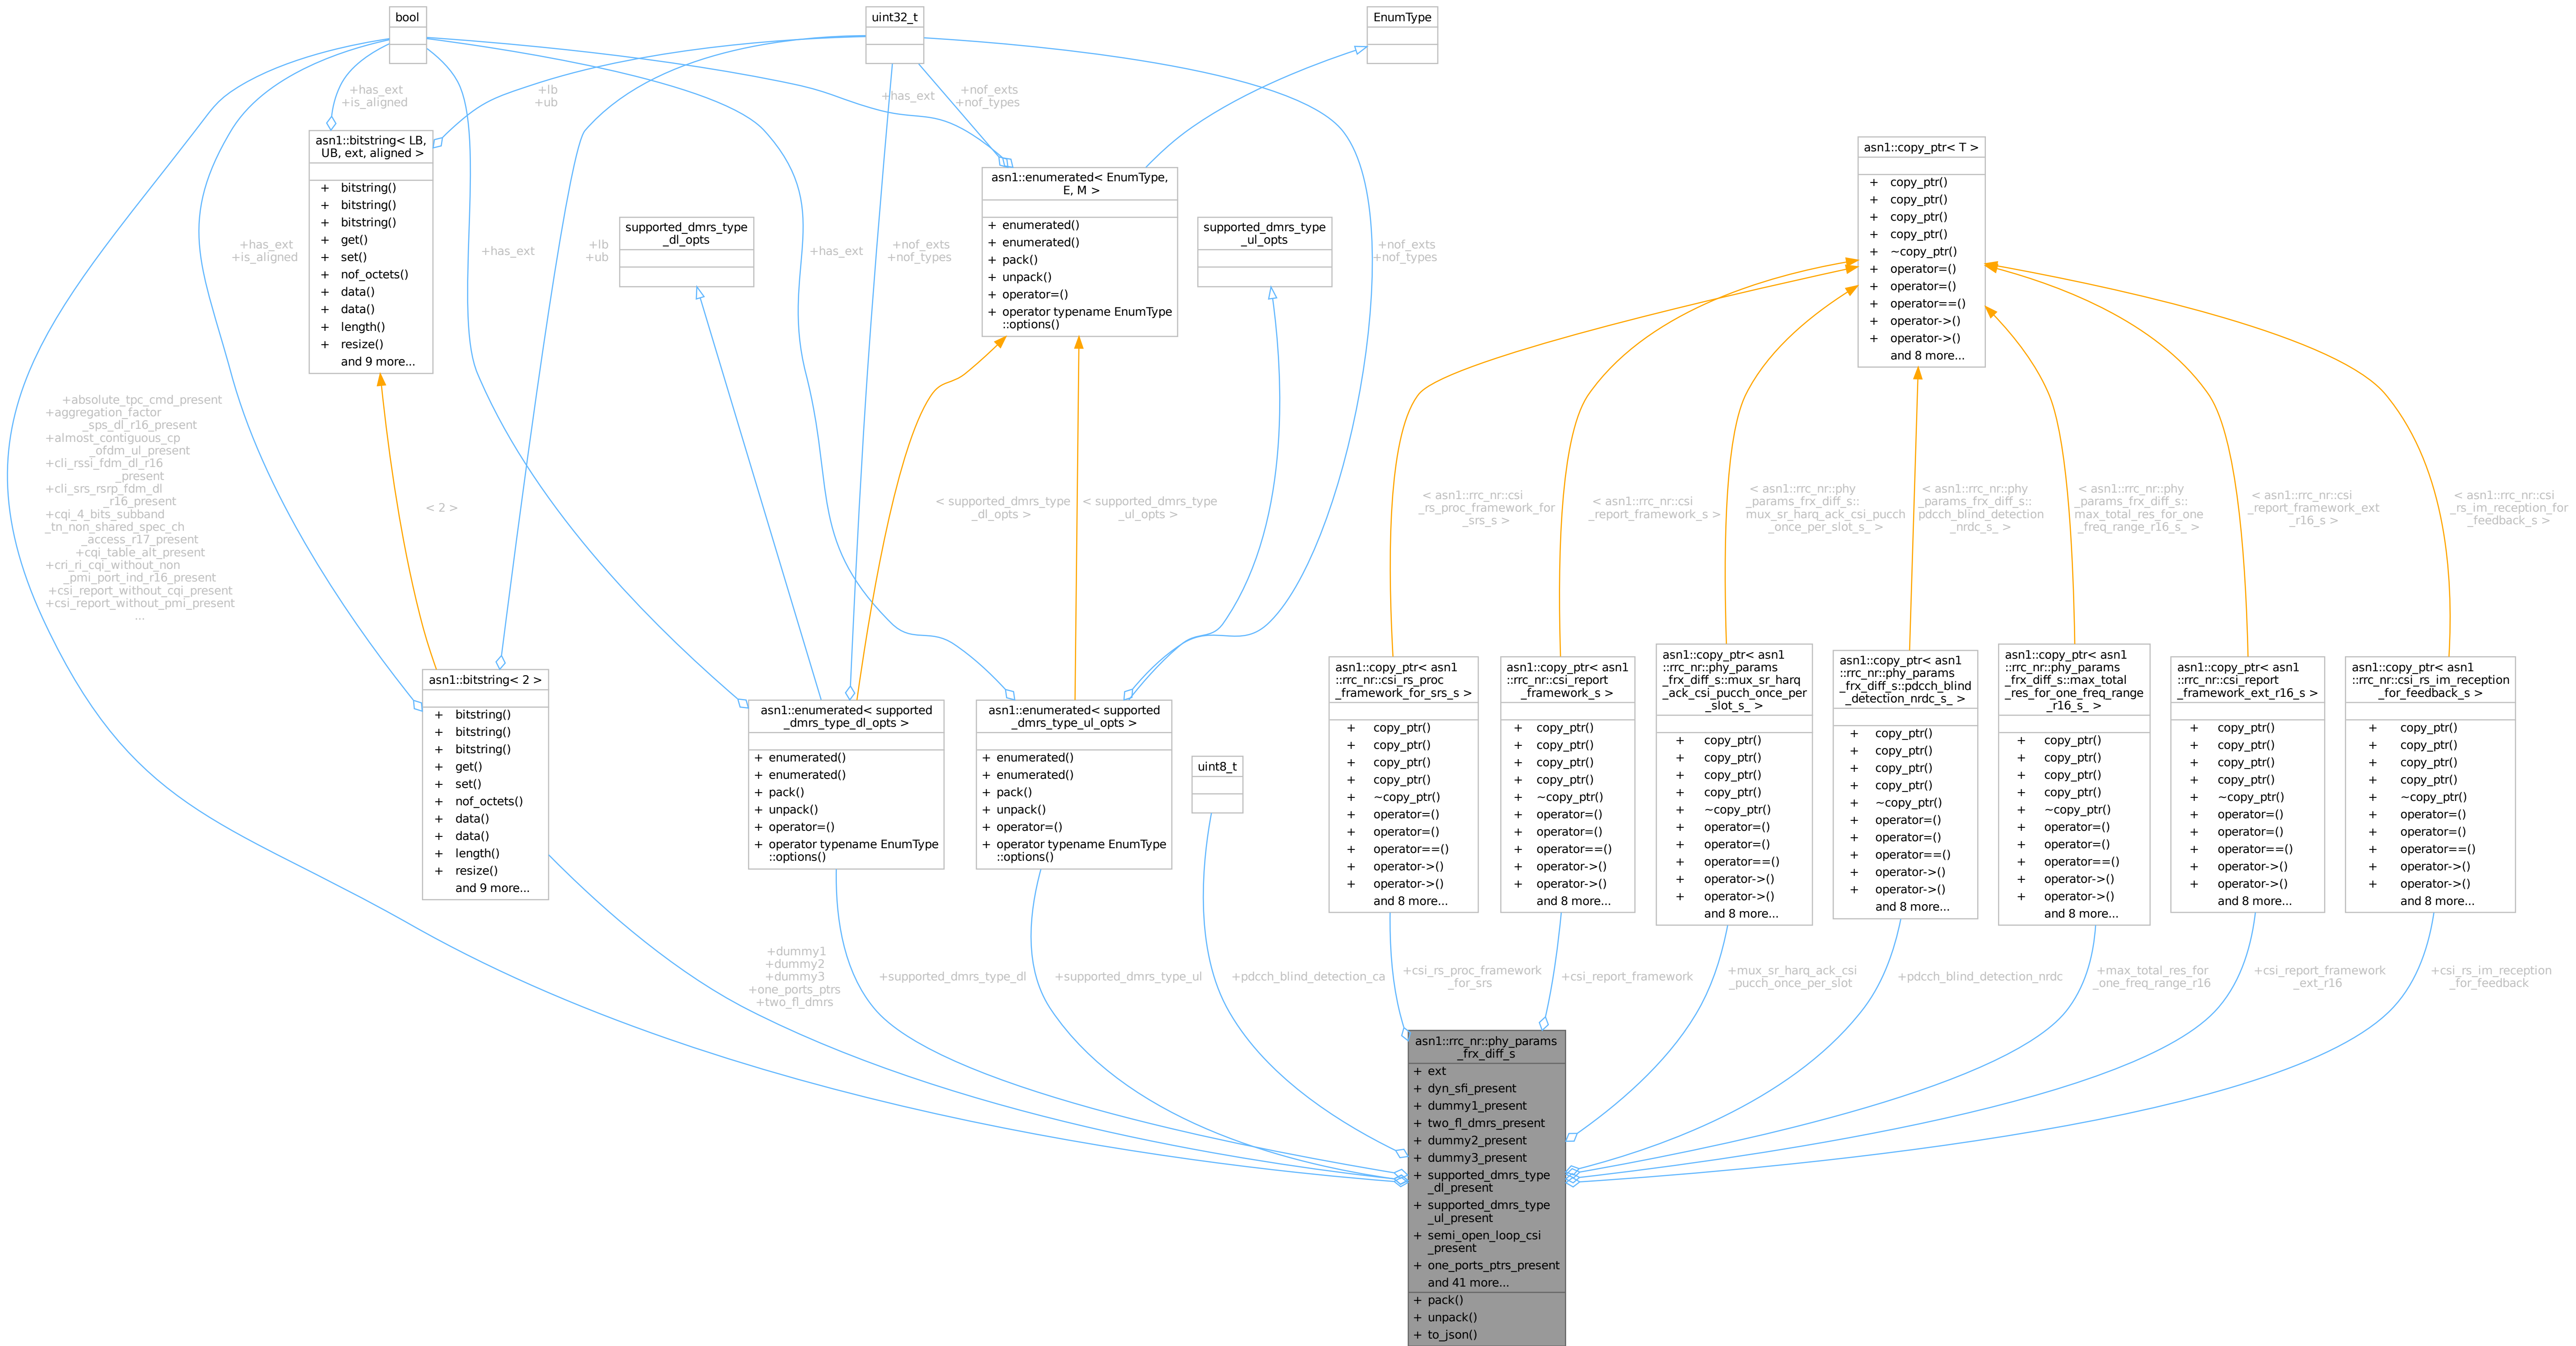 bool
uint32_t
EnumType
+has_ext
+is_aligned
+lb
+ub
+has_ext
+nof_exts
+nof_types
asn1::bitstring< LB,
UB, ext, aligned >
+ bitstring()
+ bitstring()
+ bitstring()
+ get()
+ set()
+ nof_octets()
+ data()
+ data()
+ length()
+ resize()
and 9 more...
asn1::enumerated< EnumType,
E, M >
+ enumerated()
+ enumerated()
+ pack()
+ unpack()
+ operator=()
+ operator typename EnumType
::options()
asn1::copy_ptr< T >
+ copy_ptr()
+ copy_ptr()
+ copy_ptr()
+ copy_ptr()
+ ~copy_ptr()
+ operator=()
+ operator=()
+ operator==()
+ operator->()
+ operator->()
and 8 more...
supported_dmrs_type
_dl_opts
supported_dmrs_type
_ul_opts
+has_ext
+is_aligned
+has_ext
+lb
+ub
+has_ext
+nof_exts
+nof_types
+nof_exts
+nof_types
+absolute_tpc_cmd_present
+aggregation_factor
_sps_dl_r16_present
+almost_contiguous_cp
_ofdm_ul_present
+cli_rssi_fdm_dl_r16
_present
+cli_srs_rsrp_fdm_dl
_r16_present
+cqi_4_bits_subband
_tn_non_shared_spec_ch
_access_r17_present
+cqi_table_alt_present
+cri_ri_cqi_without_non
_pmi_port_ind_r16_present
+csi_report_without_cqi_present
+csi_report_without_pmi_present
...
< 2 >
< supported_dmrs_type
_dl_opts >
< supported_dmrs_type
_ul_opts >
< asn1::rrc_nr::csi
_rs_proc_framework_for
_srs_s >
< asn1::rrc_nr::csi
_report_framework_s >
< asn1::rrc_nr::phy
_params_frx_diff_s::
mux_sr_harq_ack_csi_pucch
_once_per_slot_s_ >
< asn1::rrc_nr::phy
_params_frx_diff_s::
pdcch_blind_detection
_nrdc_s_ >
< asn1::rrc_nr::phy
_params_frx_diff_s::
max_total_res_for_one
_freq_range_r16_s_ >
< asn1::rrc_nr::csi
_report_framework_ext
_r16_s >
< asn1::rrc_nr::csi
_rs_im_reception_for
_feedback_s >
asn1::bitstring< 2 >
+ bitstring()
+ bitstring()
+ bitstring()
+ get()
+ set()
+ nof_octets()
+ data()
+ data()
+ length()
+ resize()
and 9 more...
asn1::enumerated< supported
_dmrs_type_dl_opts >
+ enumerated()
+ enumerated()
+ pack()
+ unpack()
+ operator=()
+ operator typename EnumType
::options()
asn1::enumerated< supported
_dmrs_type_ul_opts >
+ enumerated()
+ enumerated()
+ pack()
+ unpack()
+ operator=()
+ operator typename EnumType
::options()
uint8_t
asn1::copy_ptr< asn1
::rrc_nr::csi_rs_proc
_framework_for_srs_s >
+ copy_ptr()
+ copy_ptr()
+ copy_ptr()
+ copy_ptr()
+ ~copy_ptr()
+ operator=()
+ operator=()
+ operator==()
+ operator->()
+ operator->()
and 8 more...
asn1::copy_ptr< asn1
::rrc_nr::csi_report
_framework_s >
+ copy_ptr()
+ copy_ptr()
+ copy_ptr()
+ copy_ptr()
+ ~copy_ptr()
+ operator=()
+ operator=()
+ operator==()
+ operator->()
+ operator->()
and 8 more...
asn1::copy_ptr< asn1
::rrc_nr::phy_params
_frx_diff_s::mux_sr_harq
_ack_csi_pucch_once_per
_slot_s_ >
+ copy_ptr()
+ copy_ptr()
+ copy_ptr()
+ copy_ptr()
+ ~copy_ptr()
+ operator=()
+ operator=()
+ operator==()
+ operator->()
+ operator->()
and 8 more...
asn1::copy_ptr< asn1
::rrc_nr::phy_params
_frx_diff_s::pdcch_blind
_detection_nrdc_s_ >
+ copy_ptr()
+ copy_ptr()
+ copy_ptr()
+ copy_ptr()
+ ~copy_ptr()
+ operator=()
+ operator=()
+ operator==()
+ operator->()
+ operator->()
and 8 more...
asn1::copy_ptr< asn1
::rrc_nr::phy_params
_frx_diff_s::max_total
_res_for_one_freq_range
_r16_s_ >
+ copy_ptr()
+ copy_ptr()
+ copy_ptr()
+ copy_ptr()
+ ~copy_ptr()
+ operator=()
+ operator=()
+ operator==()
+ operator->()
+ operator->()
and 8 more...
asn1::copy_ptr< asn1
::rrc_nr::csi_report
_framework_ext_r16_s >
+ copy_ptr()
+ copy_ptr()
+ copy_ptr()
+ copy_ptr()
+ ~copy_ptr()
+ operator=()
+ operator=()
+ operator==()
+ operator->()
+ operator->()
and 8 more...
asn1::copy_ptr< asn1
::rrc_nr::csi_rs_im_reception
_for_feedback_s >
+ copy_ptr()
+ copy_ptr()
+ copy_ptr()
+ copy_ptr()
+ ~copy_ptr()
+ operator=()
+ operator=()
+ operator==()
+ operator->()
+ operator->()
and 8 more...
+dummy1
+dummy2
+dummy3
+one_ports_ptrs
+two_fl_dmrs
+supported_dmrs_type_dl
+supported_dmrs_type_ul
+pdcch_blind_detection_ca
+csi_rs_proc_framework
_for_srs
+csi_report_framework
+mux_sr_harq_ack_csi
_pucch_once_per_slot
+pdcch_blind_detection_nrdc
+max_total_res_for
_one_freq_range_r16
+csi_report_framework
_ext_r16
+csi_rs_im_reception
_for_feedback
asn1::rrc_nr::phy_params
_frx_diff_s
+ ext
+ dyn_sfi_present
+ dummy1_present
+ two_fl_dmrs_present
+ dummy2_present
+ dummy3_present
+ supported_dmrs_type
_dl_present
+ supported_dmrs_type
_ul_present
+ semi_open_loop_csi
_present
+ one_ports_ptrs_present
and 41 more...
+ pack()
+ unpack()
+ to_json()